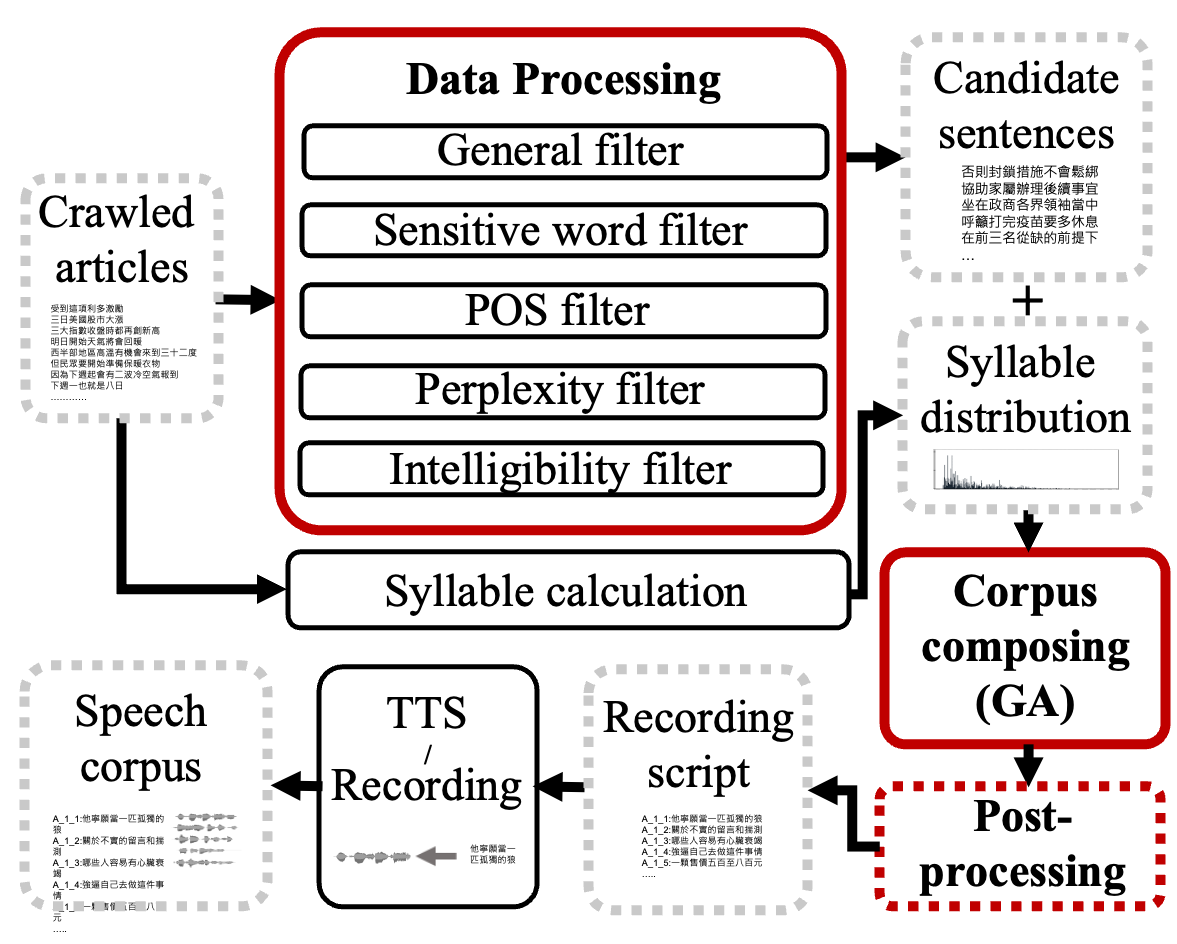 Crawled
articles
受到這項利多激勵
三日美國股市大漲
三大指數收盤時都再創新高
明日開始天氣將會回暖
西半部地區高溫有機會來到三十二度
但民眾要開始準備保暖衣物
因為下週起會有二波冷空氣報到
下週一也就是八日
............
Data Processing
General filter
Sensitive word filter
POS filter
Perplexity filter
Intelligibility filter
Syllable calculation
Candidate
sentences
否則封鎖措施不會鬆綁
協助家屬辦理後續事宜
坐在政商各界領袖當中
呼籲打完疫苗要多休息
在前三名從缺的前提下
...
+
Syllable
distribution
Corpus
composing
(GA)
Post-
processing
Recording
script
A_1_1:他寧願當一匹孤獨的狼
A_1_2:關於不實的留言和揣測
A_1_3:哪些人容易有心臟衰竭
A_1_4:強逼自己去做這件事情
A_1_5:一顆售價五百至八百元
.....
TTS
/
Recording
他寧願當一
匹孤獨的狼
Speech
corpus
A_1_1:他寧願當一匹孤獨的
狼
A_1_2:關於不實的留言和揣
測
A_1_3:哪些人容易有心臟衰
竭
A_1_4:強逼自己去做這件事
情
一顆售價五百 八
元
.....